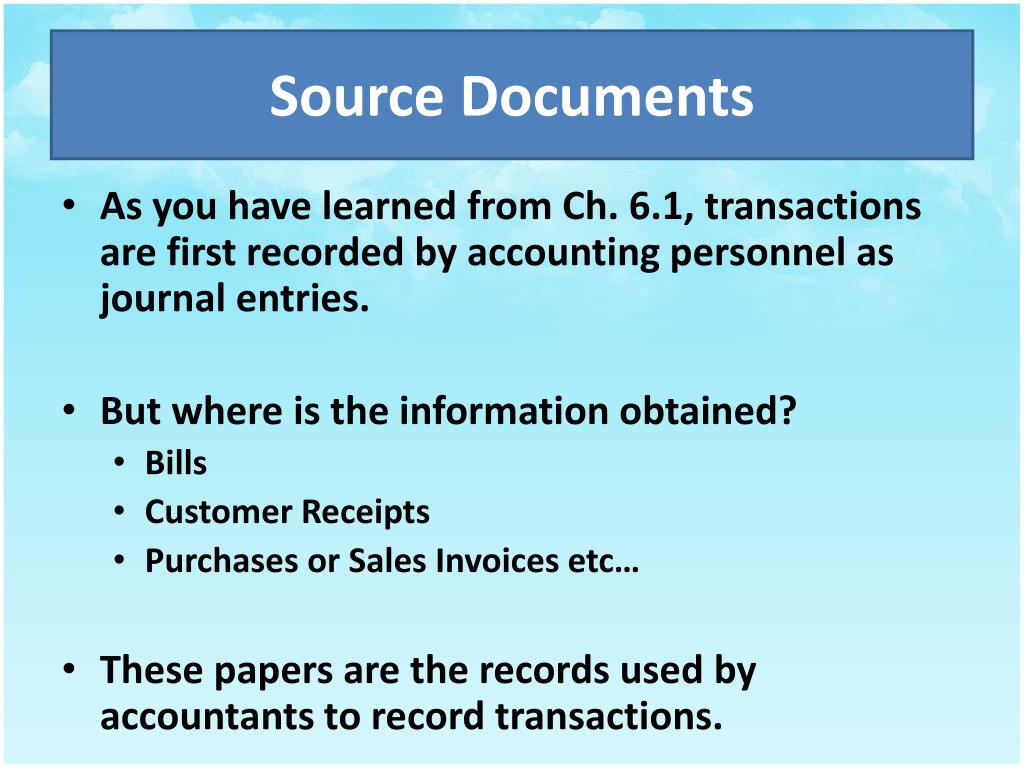 Source Documents
• As you have learned from Ch. 6.1, transactions
are first recorded by accounting personnel as
journal entries.
• But where is the information obtained?
• Bills
• Customer Receipts
• Purchases or Sales Invoices etc…
• These papers are the records used by
accountants to record transactions.